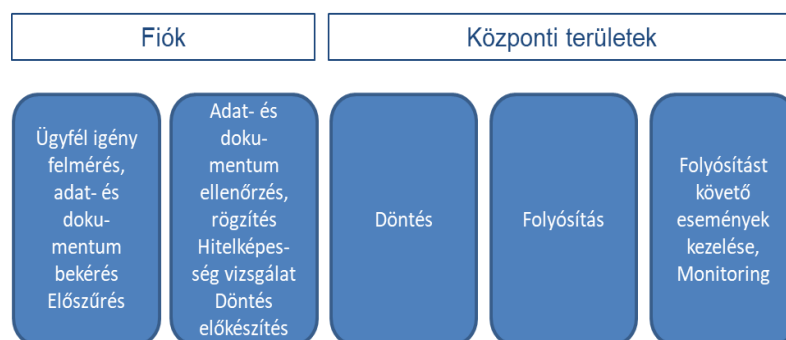 Fiók
Központi területek
Ügyfél igény
felmérés,
adat- és
doku-
mentum
bekérés
Előszűrés
Adat- és
doku-
mentum
ellenőrzés,
rögzítés
Hitelképes-
ség vizsgálat
Döntés
előkészítés
Döntés
Folyósítás
Folyósítást
követő
események
kezelése,
Monitoring